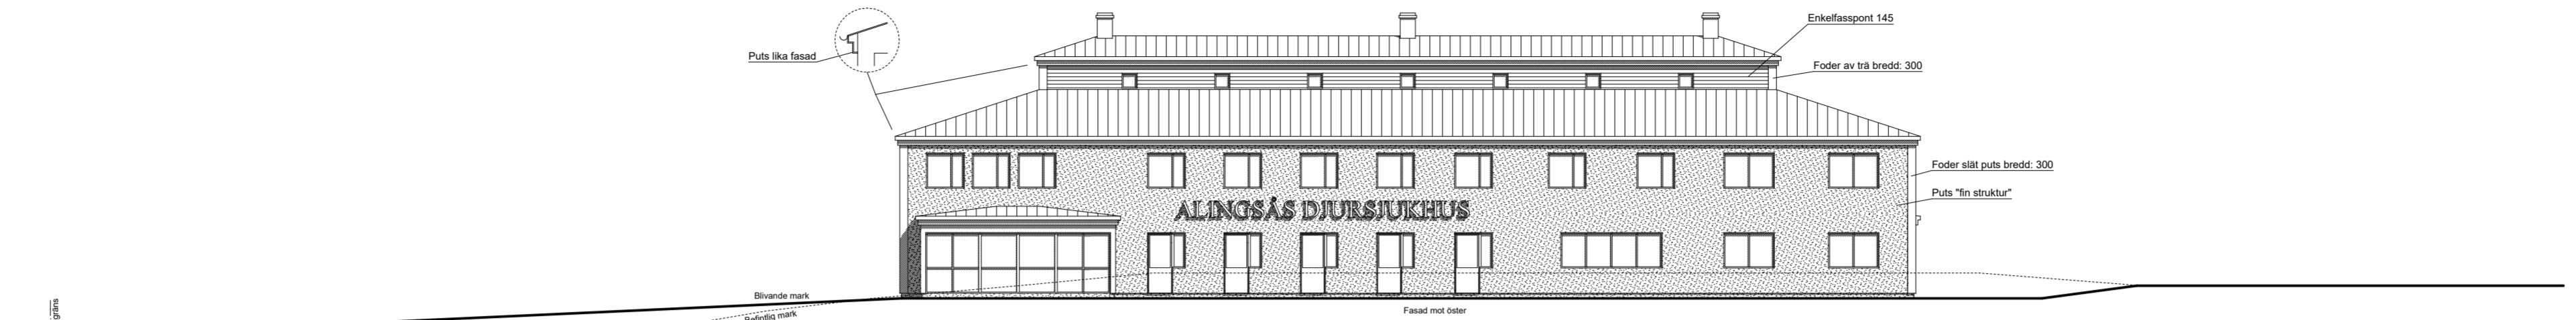 Enkelfasspont 145
Puts lika fasad
Foder av trä bredd: 300
Foder slät puts bredd: 300
Puts "fin struktur"
ALINGSÅS DJURSJUKHUS
Blivande mark
Befintlig mark
Fasad mot öster
gräns